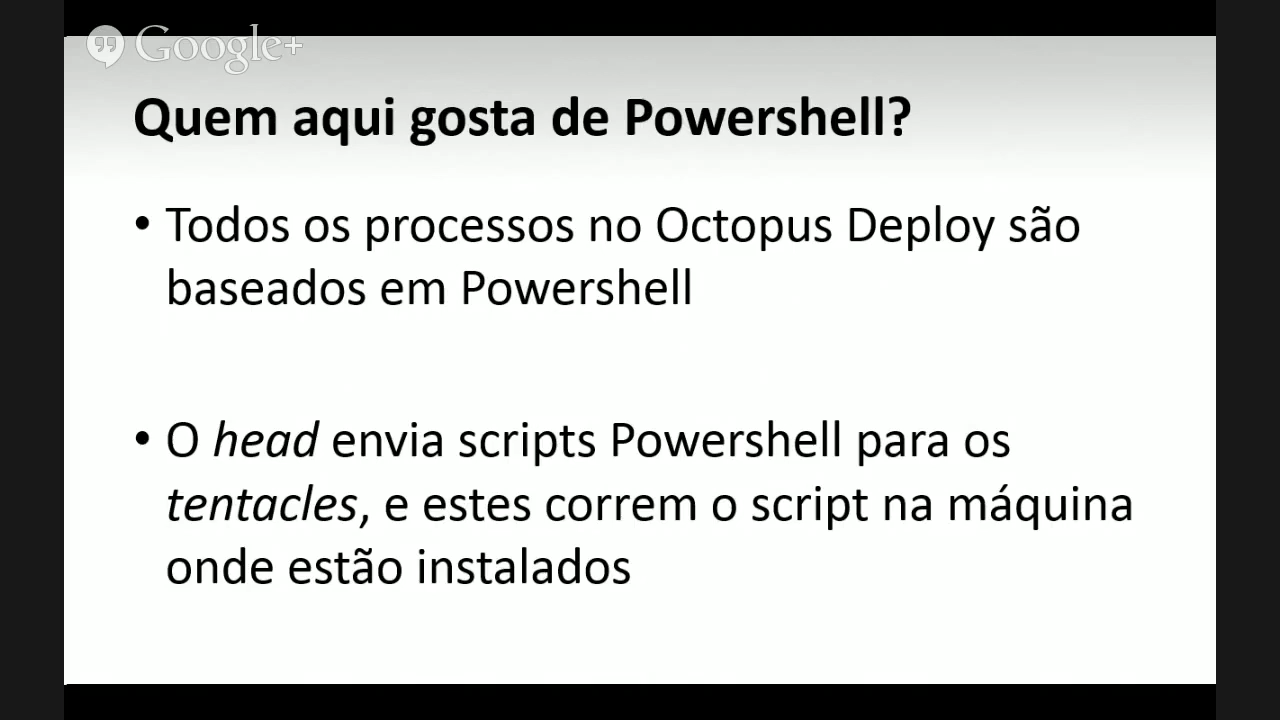 Google+
Quem aqui gosta de Powershell?
• Todos os processos no Octopus Deploy são
baseados em Powershell
• O head envia scripts Powershell para os
tentacles, e estes correm o script na máquina
onde estão instalados